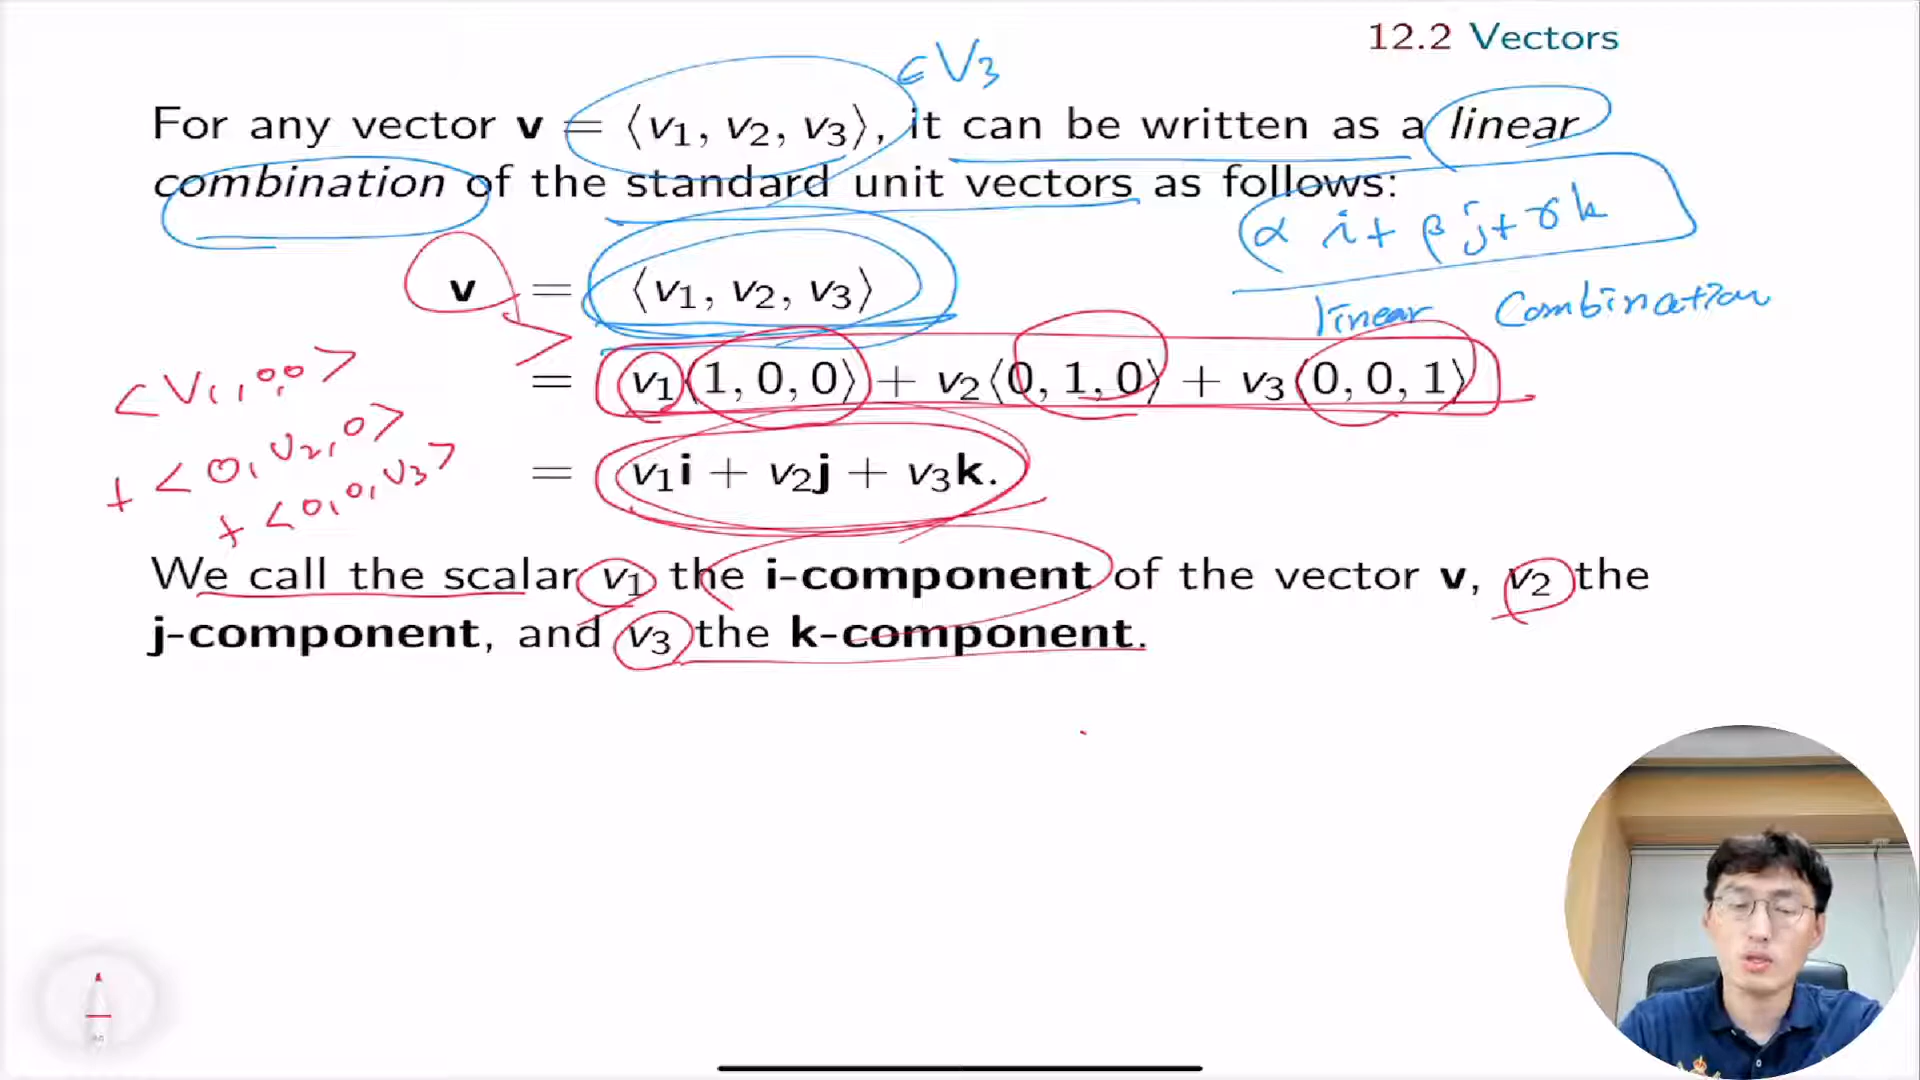 12.2 Vectors
∈ V3
For any vector v = ⟨v1, v2, v3⟩, it can be written as a linear
combination of the standard unit vectors as follows:
α i + β j + γ k
v = ⟨v1, v2, v3⟩
linear combination
= v1⟨1, 0, 0⟩ + v2⟨0, 1, 0⟩ + v3⟨0, 0, 1⟩
<V1, 0, 0>
+ <0, V2, 0>
+ <0, 0, V3>
= v1i + v2j + v3k.
We call the scalar v1 the i-component of the vector v, v2 the
j-component, and v3 the k-component.